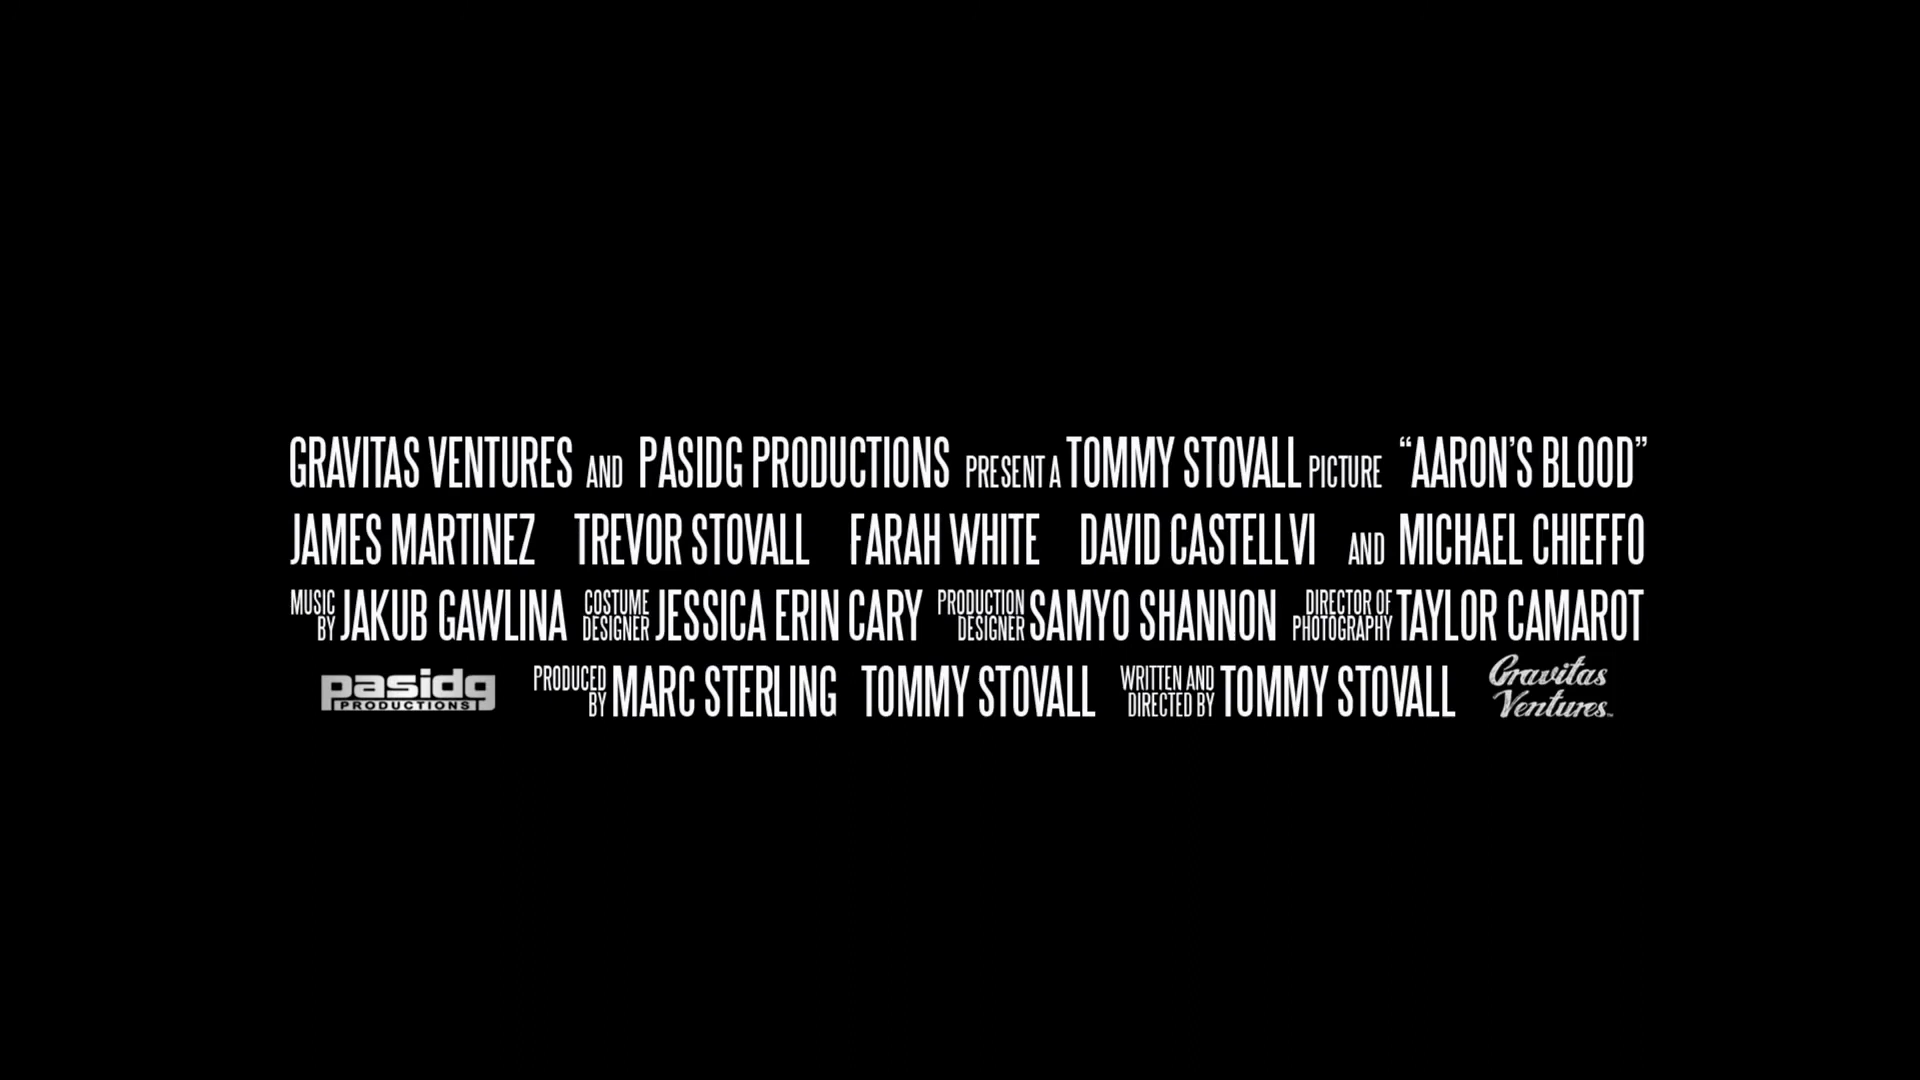 GRAVITAS VENTURES AND PASIDG PRODUCTIONS PRESENT A TOMMY STOVALL PICTURE “AARON’S BLOOD”
JAMES MARTINEZ TREVOR STOVALL FARAH WHITE DAVID CASTELLVI AND MICHAEL CHIEFFO
MUSIC BY JAKUB GAWLINA COSTUME DESIGNER JESSICA ERIN CARY PRODUCTION DESIGNER SAMYO SHANNON DIRECTOR OF PHOTOGRAPHY TAYLOR CAMAROT
pasidg PRODUCTIONS PRODUCED BY MARC STERLING TOMMY STOVALL WRITTEN AND DIRECTED BY TOMMY STOVALL Gravitas Ventures™